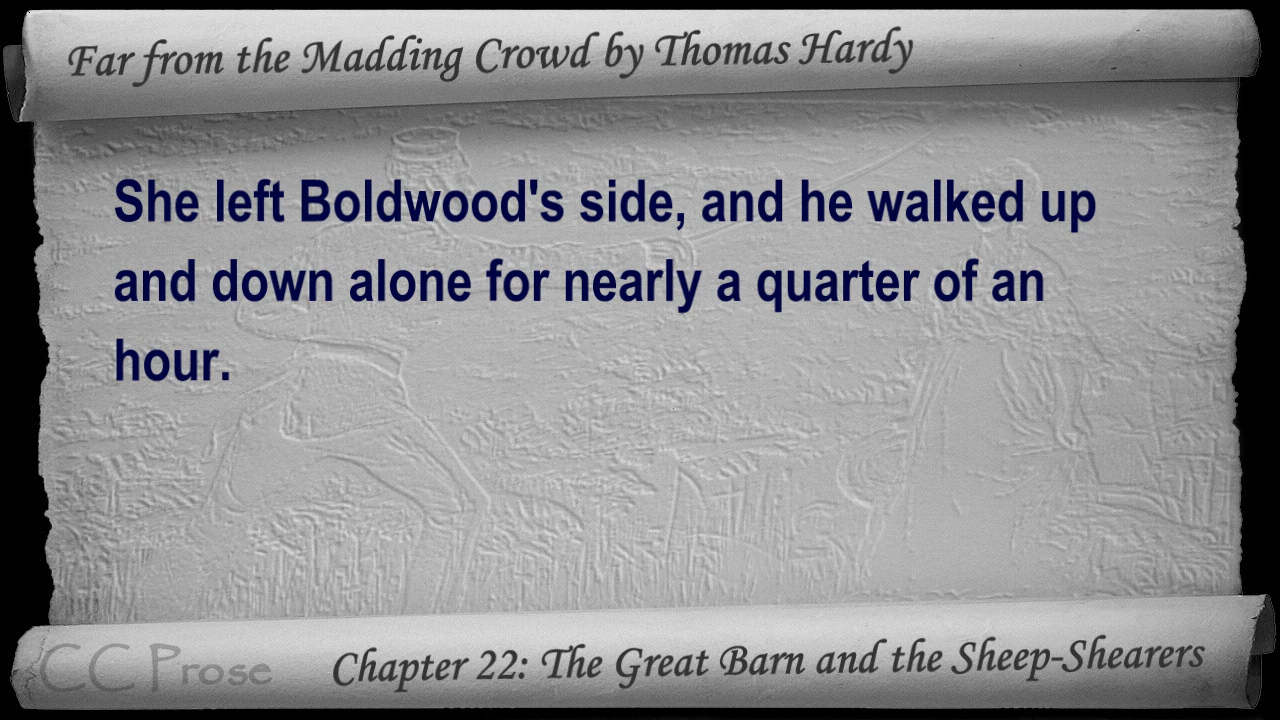 Far from the Madding Crowd by Thomas Hardy
She left Boldwood's side, and he walked up
and down alone for nearly a quarter of an
hour.
CC Prose
Chapter 22: The Great Barn and the Sheep-Shearers